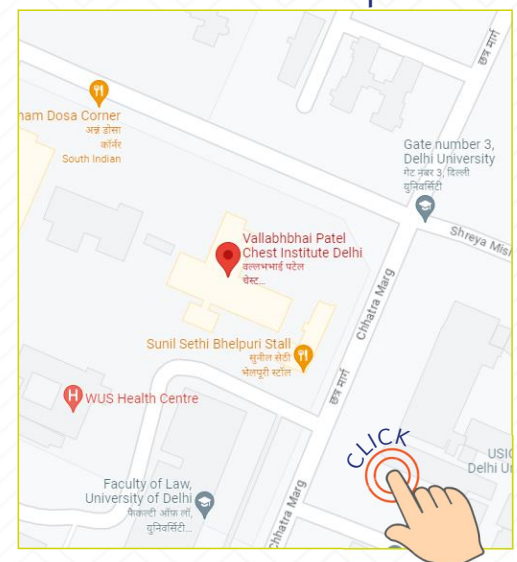 छत्र मार्ग
ham Dosa Corner
अन्नं डोसा
कॉर्नर
South Indian
Gate number 3,
Delhi University
गेट नंबर 3, दिल्ली
युनिवर्सिटी
Shreya Mis
Vallabhbhai Patel
Chest Institute Delhi
वल्लभभाई पटेल
चेस्ट...
Chhatra Marg
Sunil Sethi Bhelpuri Stall
सुनील सेठी
भेलपूरी स्टॉल
छत्र मार्ग
WUS Health Centre
CLICK
USIC
Delhi Un
Faculty of Law,
University of Delhi
फैकल्टी ऑफ़ लॉ,
युनिवर्सिटी...
Chhatra Marg